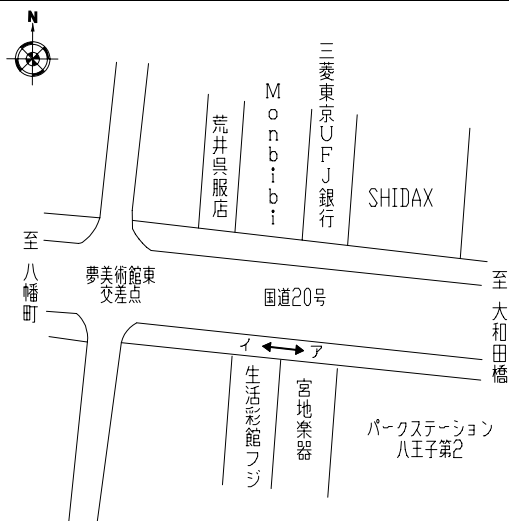 N
荒井呉服店
Monbibi
三菱東京UFJ銀行
SHIDAX
至 八幡町
夢美術館東
交差点
国道20号
至 大和田橋
イ
ア
生活彩館フジ
宮地楽器
パークステーション
八王子第2